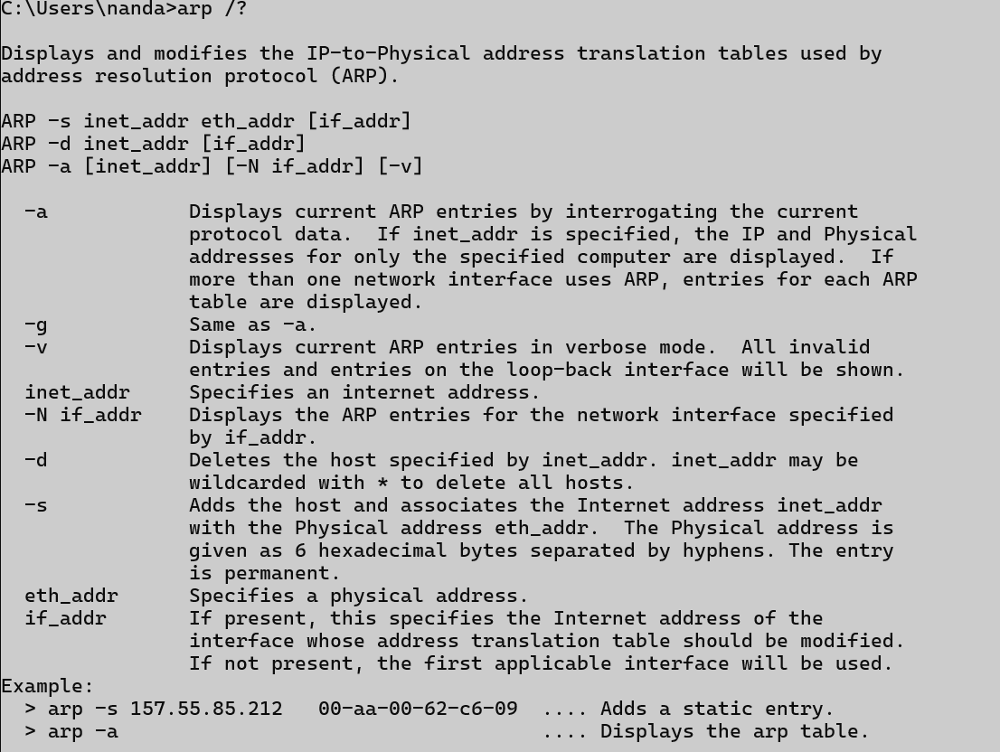 C:\Users\nanda>arp /?

Displays and modifies the IP-to-Physical address translation tables used by
address resolution protocol (ARP).

ARP -s inet_addr eth_addr [if_addr]
ARP -d inet_addr [if_addr]
ARP -a [inet_addr] [-N if_addr] [-v]

  -a            Displays current ARP entries by interrogating the current
                protocol data.  If inet_addr is specified, the IP and Physical
                addresses for only the specified computer are displayed.  If
                more than one network interface uses ARP, entries for each ARP
                table are displayed.
  -g            Same as -a.
  -v            Displays current ARP entries in verbose mode.  All invalid
                entries and entries on the loop-back interface will be shown.
  inet_addr     Specifies an internet address.
  -N if_addr    Displays the ARP entries for the network interface specified
                by if_addr.
  -d            Deletes the host specified by inet_addr. inet_addr may be
                wildcarded with * to delete all hosts.
  -s            Adds the host and associates the Internet address inet_addr
                with the Physical address eth_addr.  The Physical address is
                given as 6 hexadecimal bytes separated by hyphens. The entry
                is permanent.
  eth_addr      Specifies a physical address.
  if_addr       If present, this specifies the Internet address of the
                interface whose address translation table should be modified.
                If not present, the first applicable interface will be used.
Example:
  > arp -s 157.55.85.212   00-aa-00-62-c6-09  .... Adds a static entry.
  > arp -a                                    .... Displays the arp table.